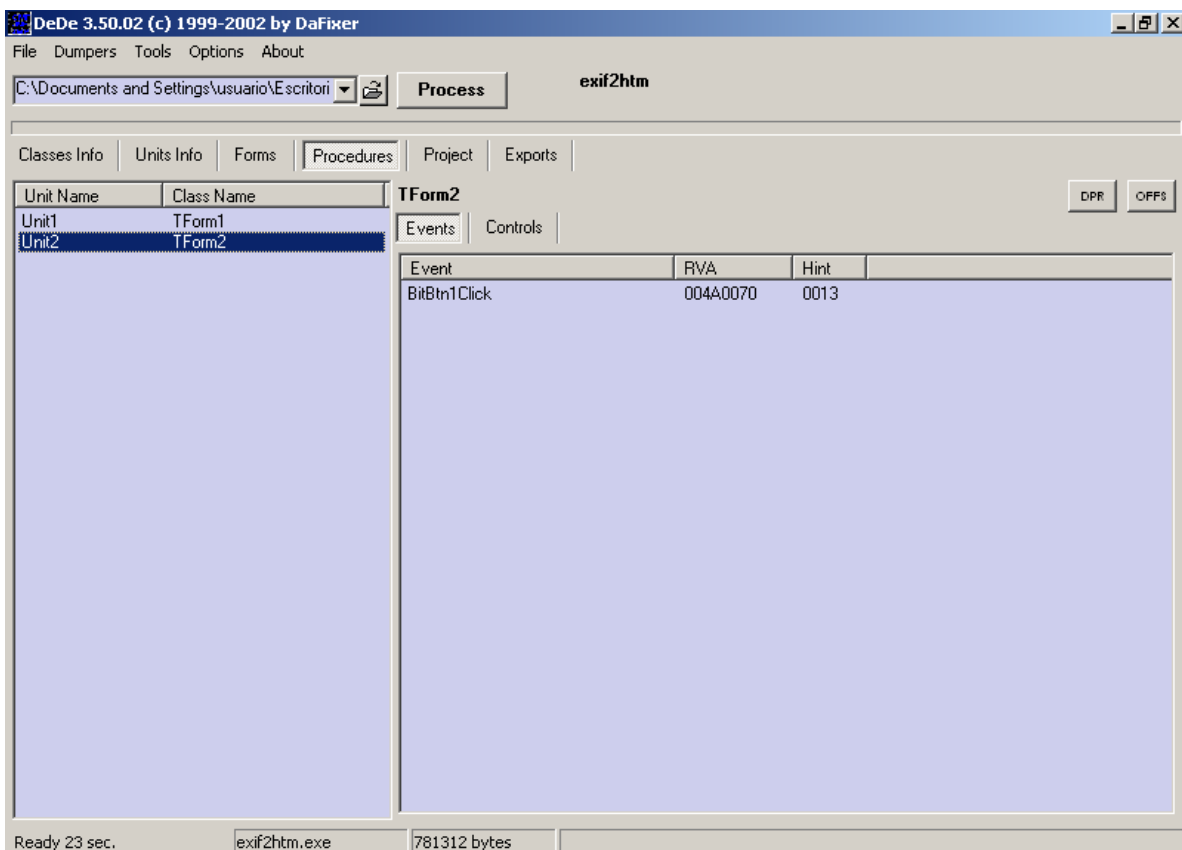 DeDe 3.50.02 (c) 1999-2002 by DaFixer
File Dumpers Tools Options About
C:\Documents and Settings\usuario\Escritori Process exif2htm
Classes Info Units Info Forms Procedures Project Exports
Unit Name Class Name
Unit1 TForm1
Unit2 TForm2
TForm2 DPR OFFS
Events Controls
Event RVA Hint
BitBtn1Click 004A0070 0013
Ready 23 sec. exif2htm.exe 781312 bytes